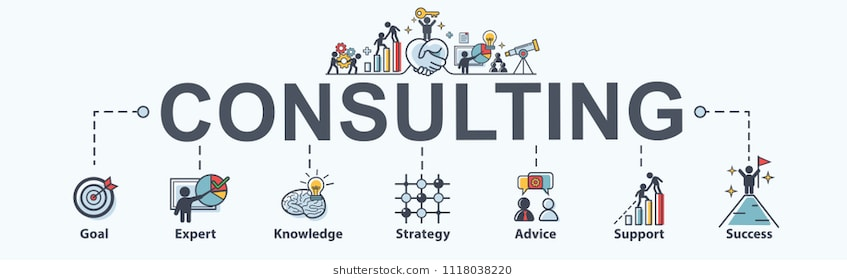 CONSULTING
Goal
Expert
Knowledge
Strategy
Advice
Support
Success
shutterstock.com · 1118038220